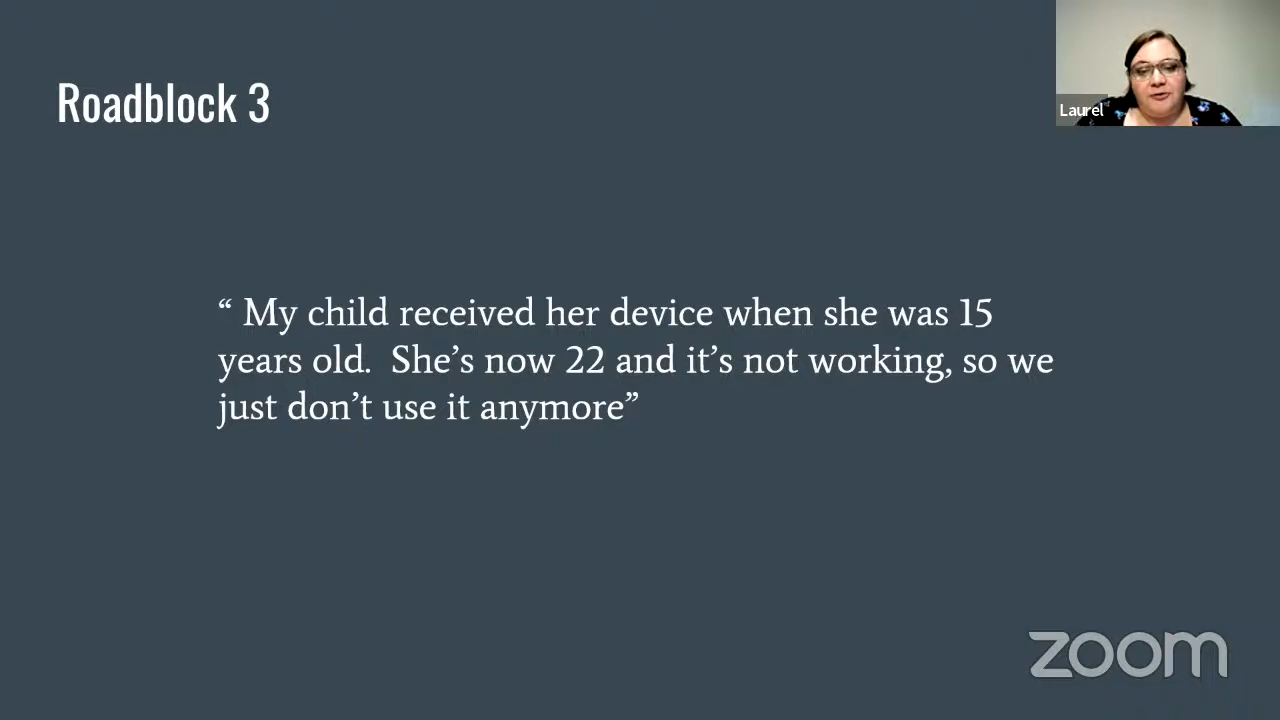 Roadblock 3
Laurel
“ My child received her device when she was 15
years old.  She’s now 22 and it’s not working, so we
just don’t use it anymore”
zoom